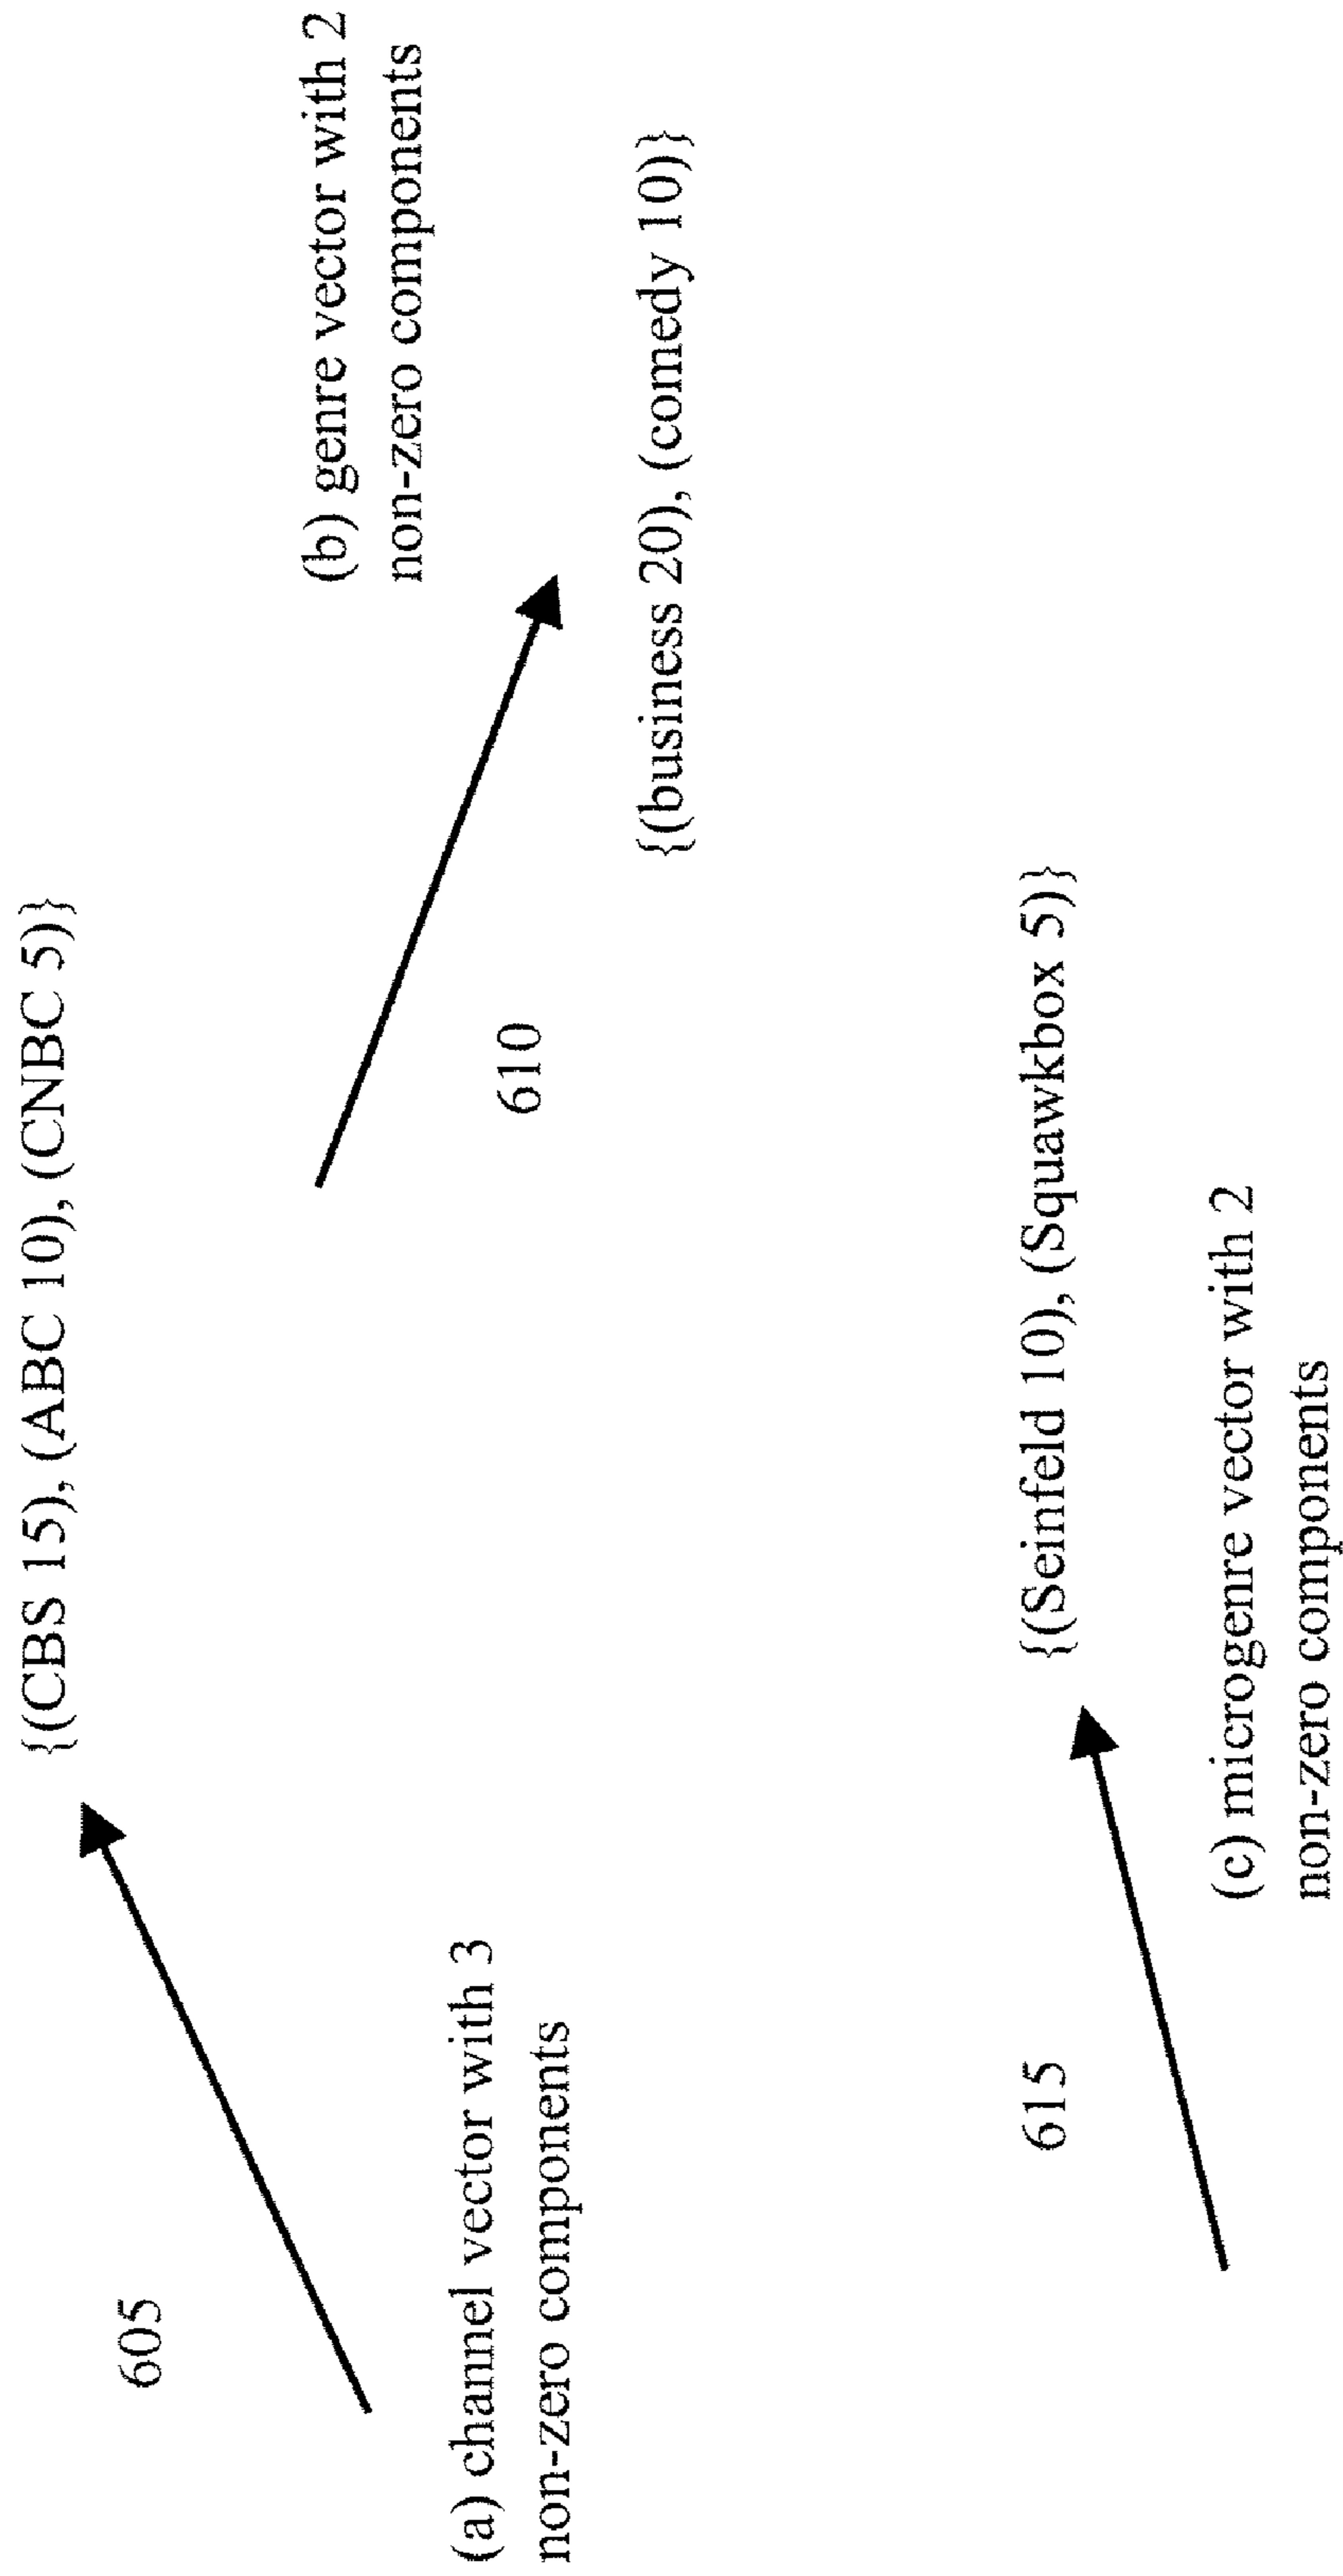 {(CBS 15), (ABC 10), (CNBC 5)}
605
(a) channel vector with 3
non-zero components
(b) genre vector with 2
non-zero components
610
{(business 20), (comedy 10)}
615
{(Seinfeld 10), (Squawkbox 5)}
(c) microgenre vector with 2
non-zero components